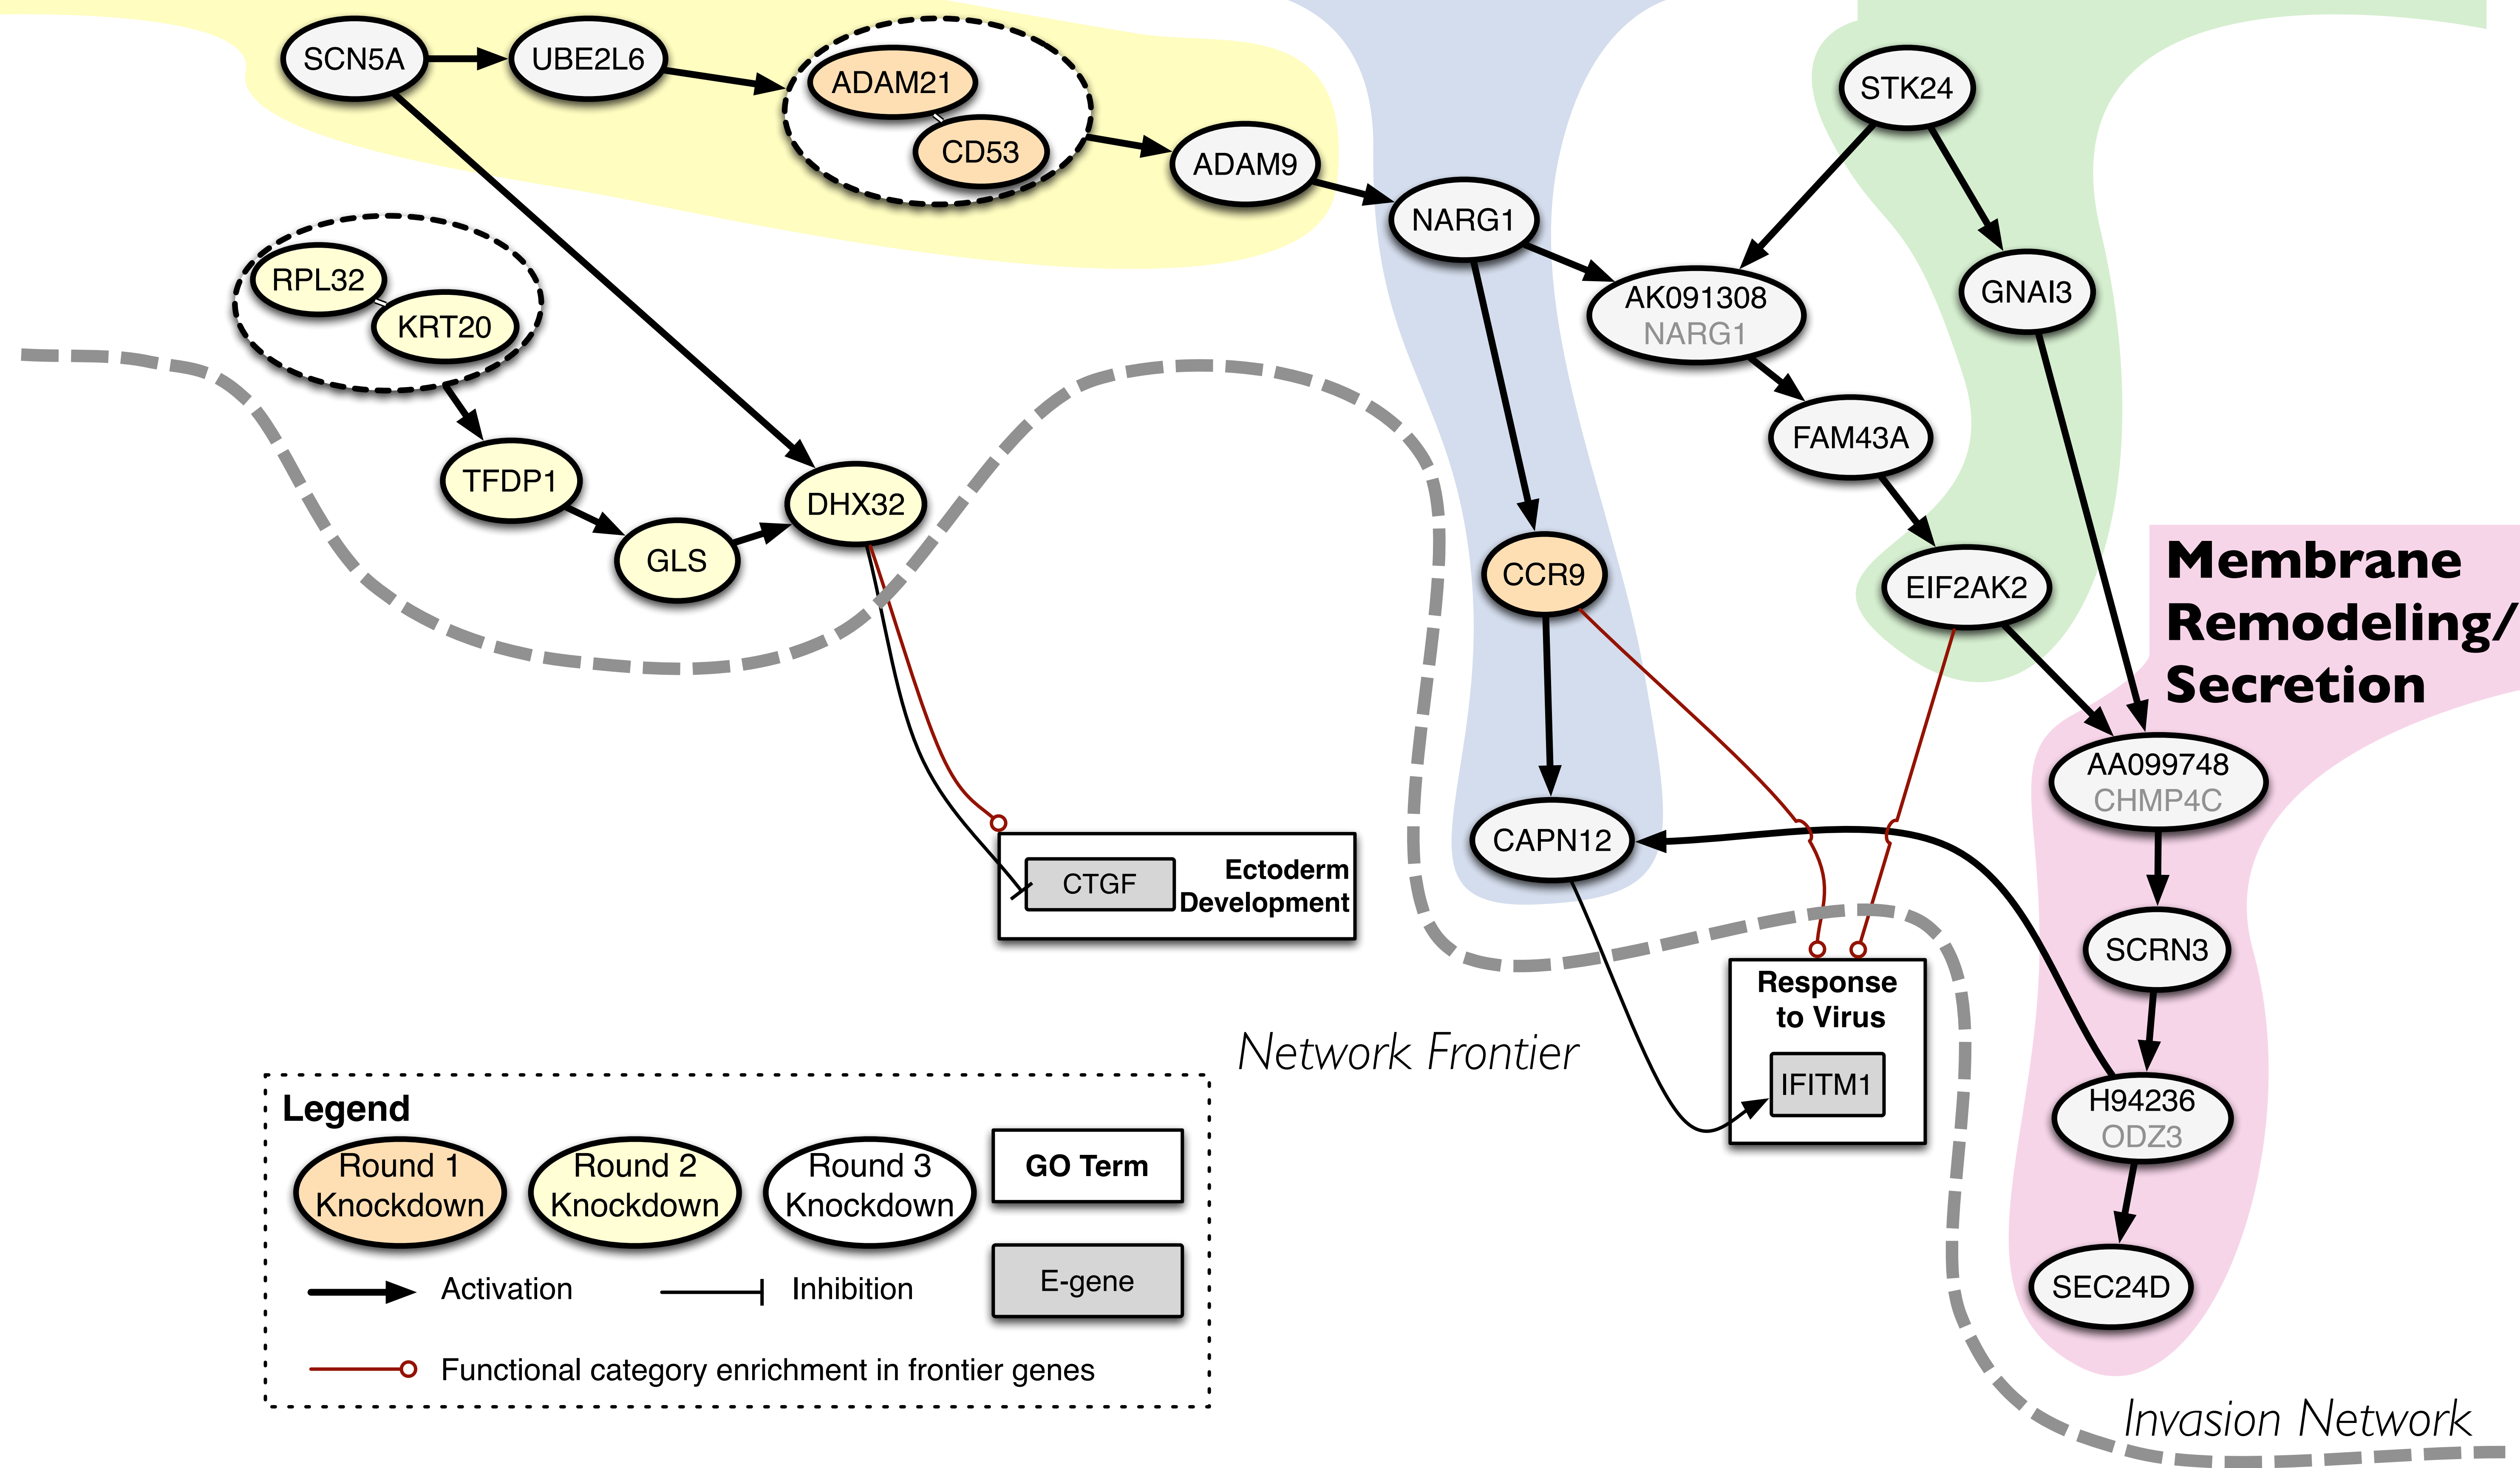 SCN5A
UBE2L6
ADAM21
CD53
ADAM9
NARG1
STK24
GNAI3
AK091308
NARG1
FAM43A
RPL32
KRT20
TFDP1
GLS
DHX32
CCR9
EIF2AK2
Membrane
Remodeling/
Secretion
AA099748
CHMP4C
CAPN12
CTGF
Ectoderm
Development
SCRN3
Response
to Virus
IFITM1
Network Frontier
H94236
ODZ3
SEC24D
Invasion Network
Legend
Round 1
Knockdown
Round 2
Knockdown
Round 3
Knockdown
GO Term
Activation
Inhibition
E-gene
Functional category enrichment in frontier genes